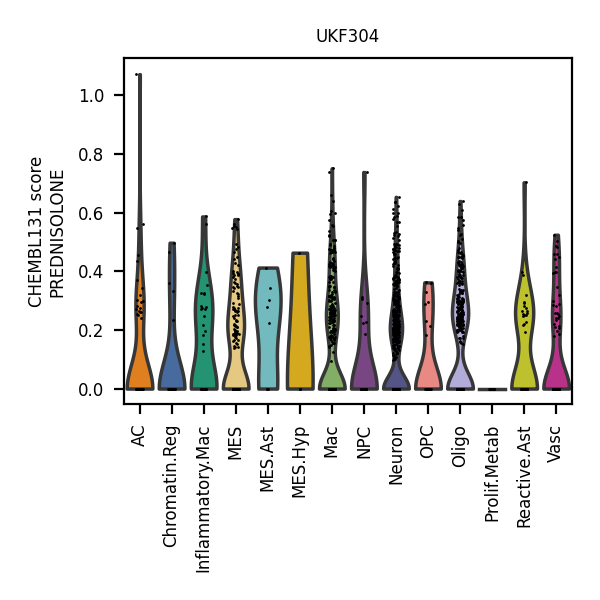 UKF304
CHEMBL131 score
PREDNISOLONE
1.0
0.8
0.6
0.4
0.2
0.0
AC
Chromatin.Reg
Inflammatory.Mac
MES
MES.Ast
MES.Hyp
Mac
NPC
Neuron
OPC
Oligo
Prolif.Metab
Reactive.Ast
Vasc